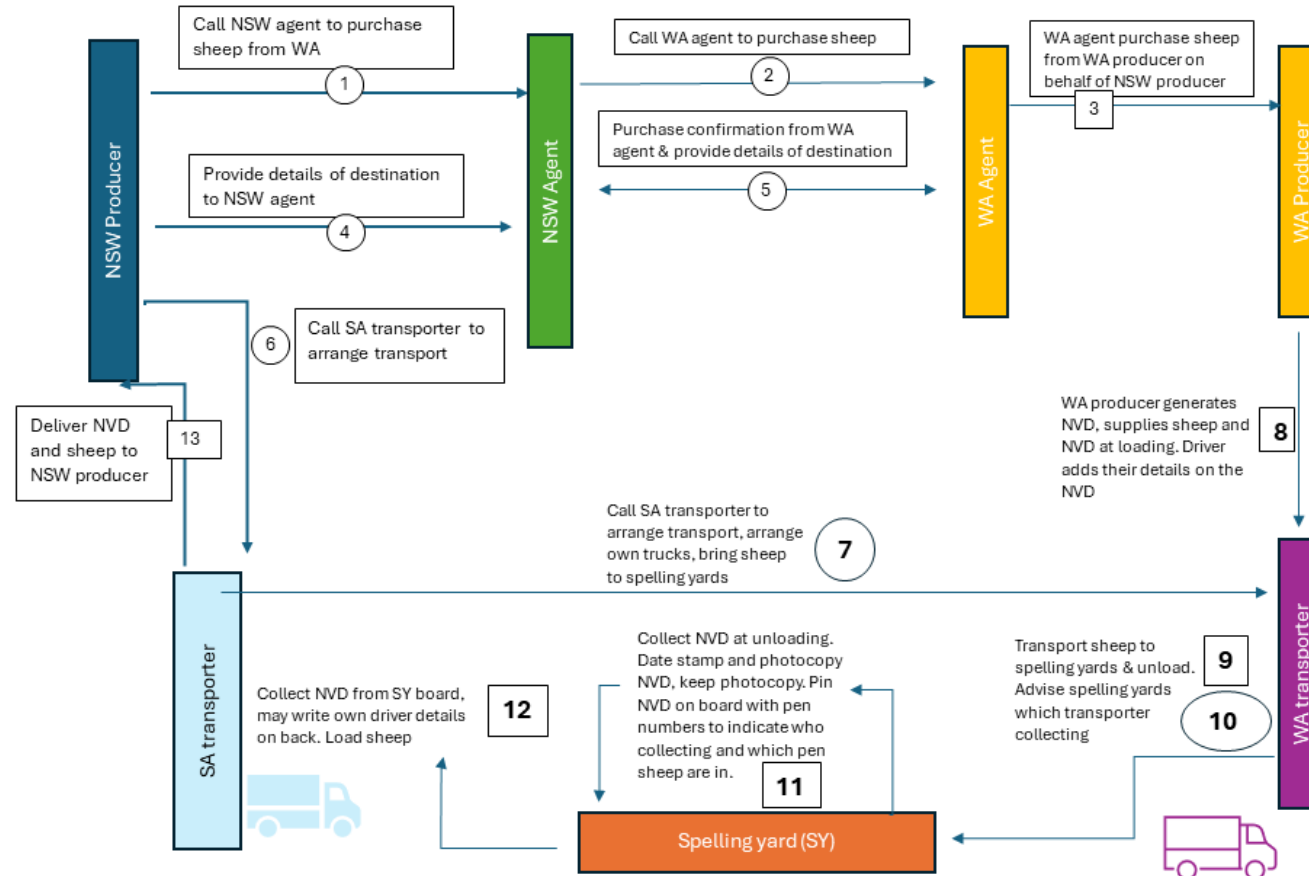 Call NSW agent to purchase
sheep from WA
1
Call WA agent to purchase sheep
2
WA agent purchase sheep
from WA producer on
behalf of NSW producer
3
Purchase confirmation from WA
agent & provide details of destination
5
Provide details of destination
to NSW agent
4
NSW Producer
NSW Agent
WA Agent
WA Producer
6
Call SA transporter to
arrange transport
Deliver NVD
and sheep to
NSW producer
13
WA producer generates
NVD, supplies sheep and
NVD at loading. Driver
adds their details on the
NVD
8
Call SA transporter to
arrange transport, arrange
own trucks, bring sheep
to spelling yards
7
SA transporter
Collect NVD from SY board,
may write own driver details
on back. Load sheep
12
Collect NVD at unloading.
Date stamp and photocopy
NVD, keep photocopy. Pin
NVD on board with pen
numbers to indicate who
collecting and which pen
sheep are in.
11
Transport sheep to
spelling yards & unload.
Advise spelling yards
which transporter
collecting
9
10
WA transporter
Spelling yard (SY)